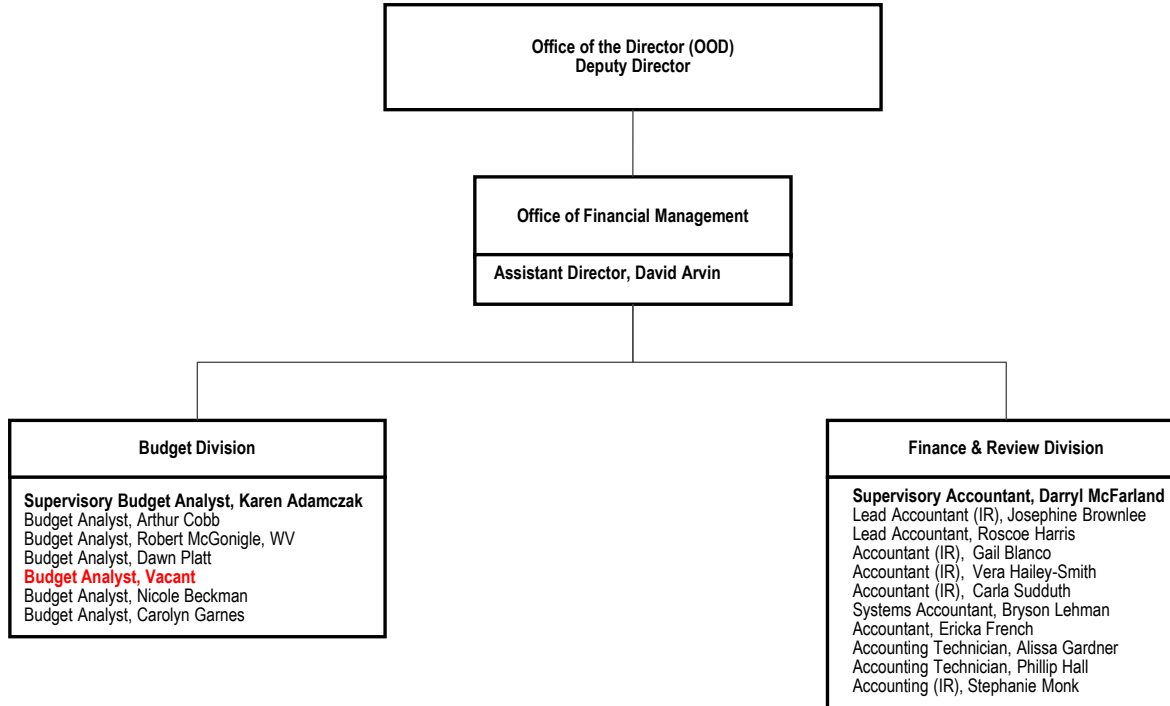 Office of the Director (OOD)
Deputy Director
Office of Financial Management
Assistant Director, David Arvin
Budget Division
Supervisory Budget Analyst, Karen Adamczak
Budget Analyst, Arthur Cobb
Budget Analyst, Robert McGonigle, WV
Budget Analyst, Dawn Platt
Budget Analyst, Vacant
Budget Analyst, Nicole Beckman
Budget Analyst, Carolyn Garnes
Finance & Review Division
Supervisory Accountant, Darryl McFarland
Lead Accountant (IR), Josephine Brownlee
Lead Accountant, Roscoe Harris
Accountant (IR), Gail Blanco
Accountant (IR), Vera Hailey-Smith
Accountant (IR), Carla Sudduth
Systems Accountant, Bryson Lehman
Accountant, Ericka French
Accounting Technician, Alissa Gardner
Accounting Technician, Phillip Hall
Accounting (IR), Stephanie Monk